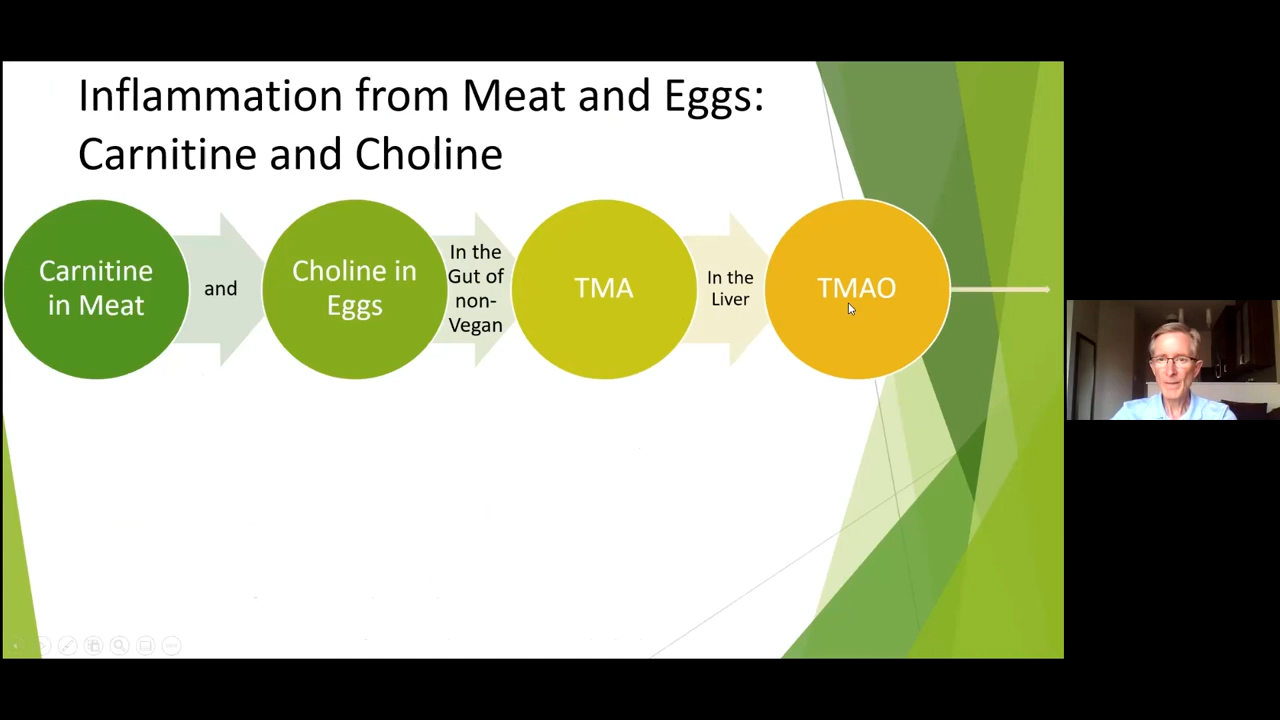 Inflammation from Meat and Eggs:
Carnitine and Choline
Carnitine
in Meat
and
Choline in
Eggs
In the
Gut of
non-
Vegan
TMA
In the
Liver
TMAO